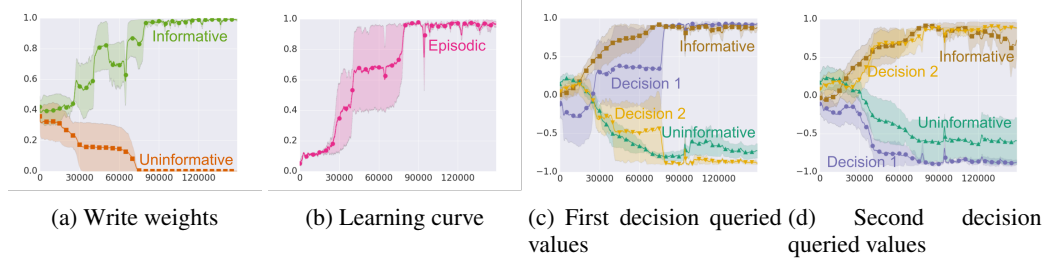 1.0
0.8
0.6
0.4
0.2
0.0
Informative
Uninformative
30000 60000 90000 120000
1.0
0.8
0.6
0.4
0.2
0.0
Episodic
30000 60000 90000 120000
1.0
0.5
0.0
−0.5
−1.0
Informative
Decision 1
Decision 2
Uninformative
30000 60000 90000 120000
1.0
0.5
0.0
−0.5
−1.0
Decision 2
Informative
Uninformative
Decision 1
30000 60000 90000 120000
(a) Write weights
(b) Learning curve
(c) First decision queried
values
(d) Second decision
queried values